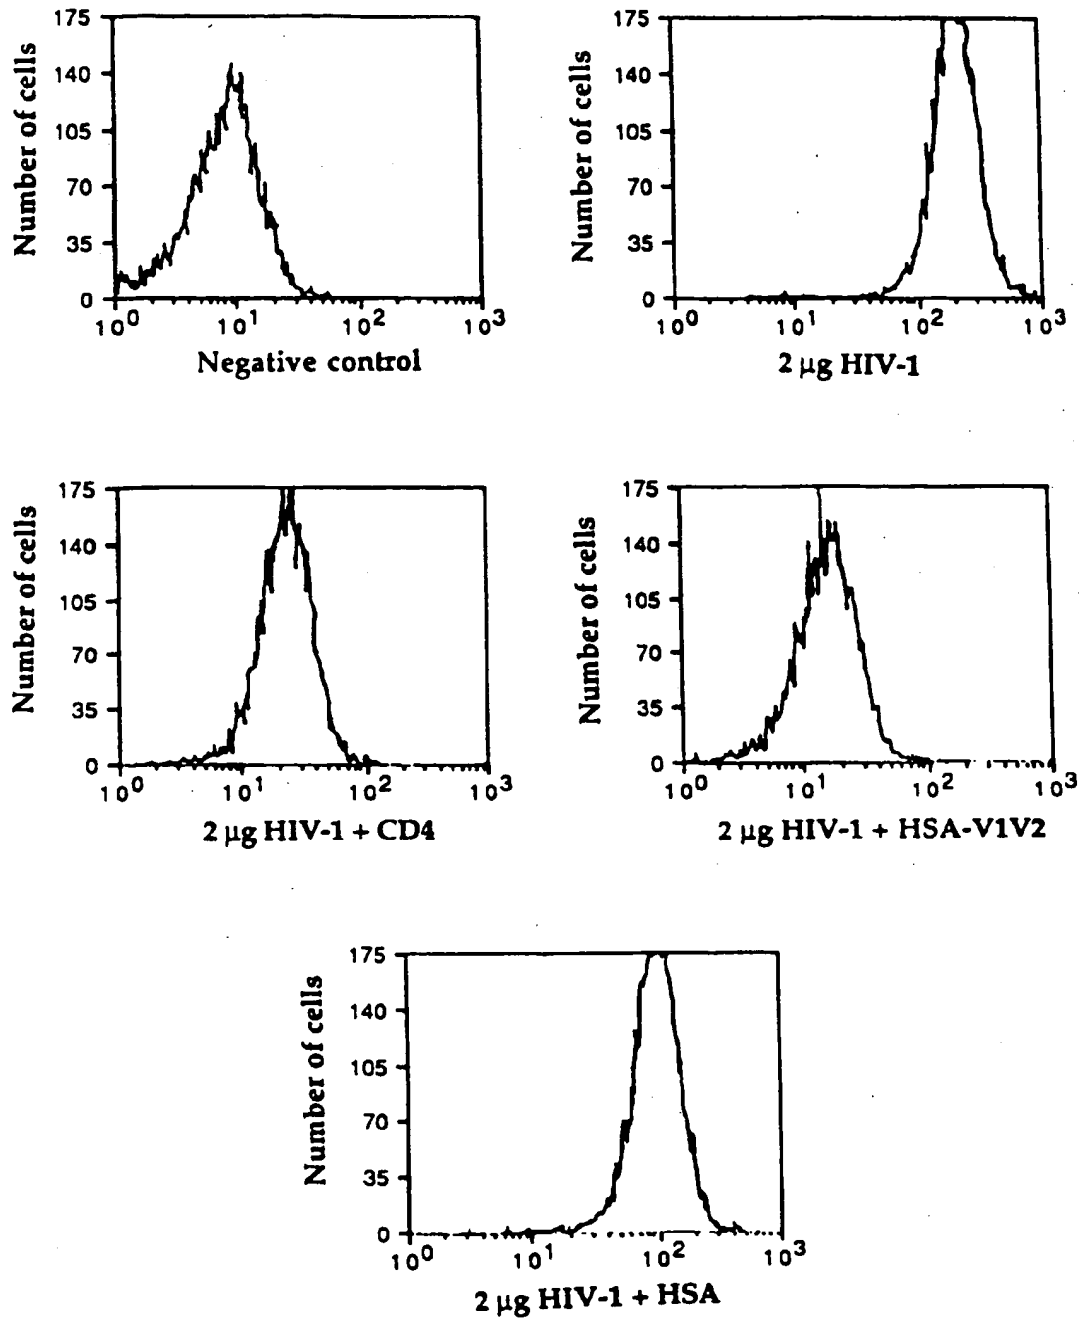 175
140
105
70
35
0
Number of cells
10⁰ 10¹ 10² 10³
Negative control
175
140
105
70
35
0
Number of cells
10⁰ 10¹ 10² 10³
2 µg HIV-1
175
140
105
70
35
0
Number of cells
10⁰ 10¹ 10² 10³
2 µg HIV-1 + CD4
175
140
105
70
35
0
Number of cells
10⁰ 10¹ 10² 10³
2 µg HIV-1 + HSA-V1V2
175
140
105
70
35
0
Number of cells
10⁰ 10¹ 10² 10³
2 µg HIV-1 + HSA